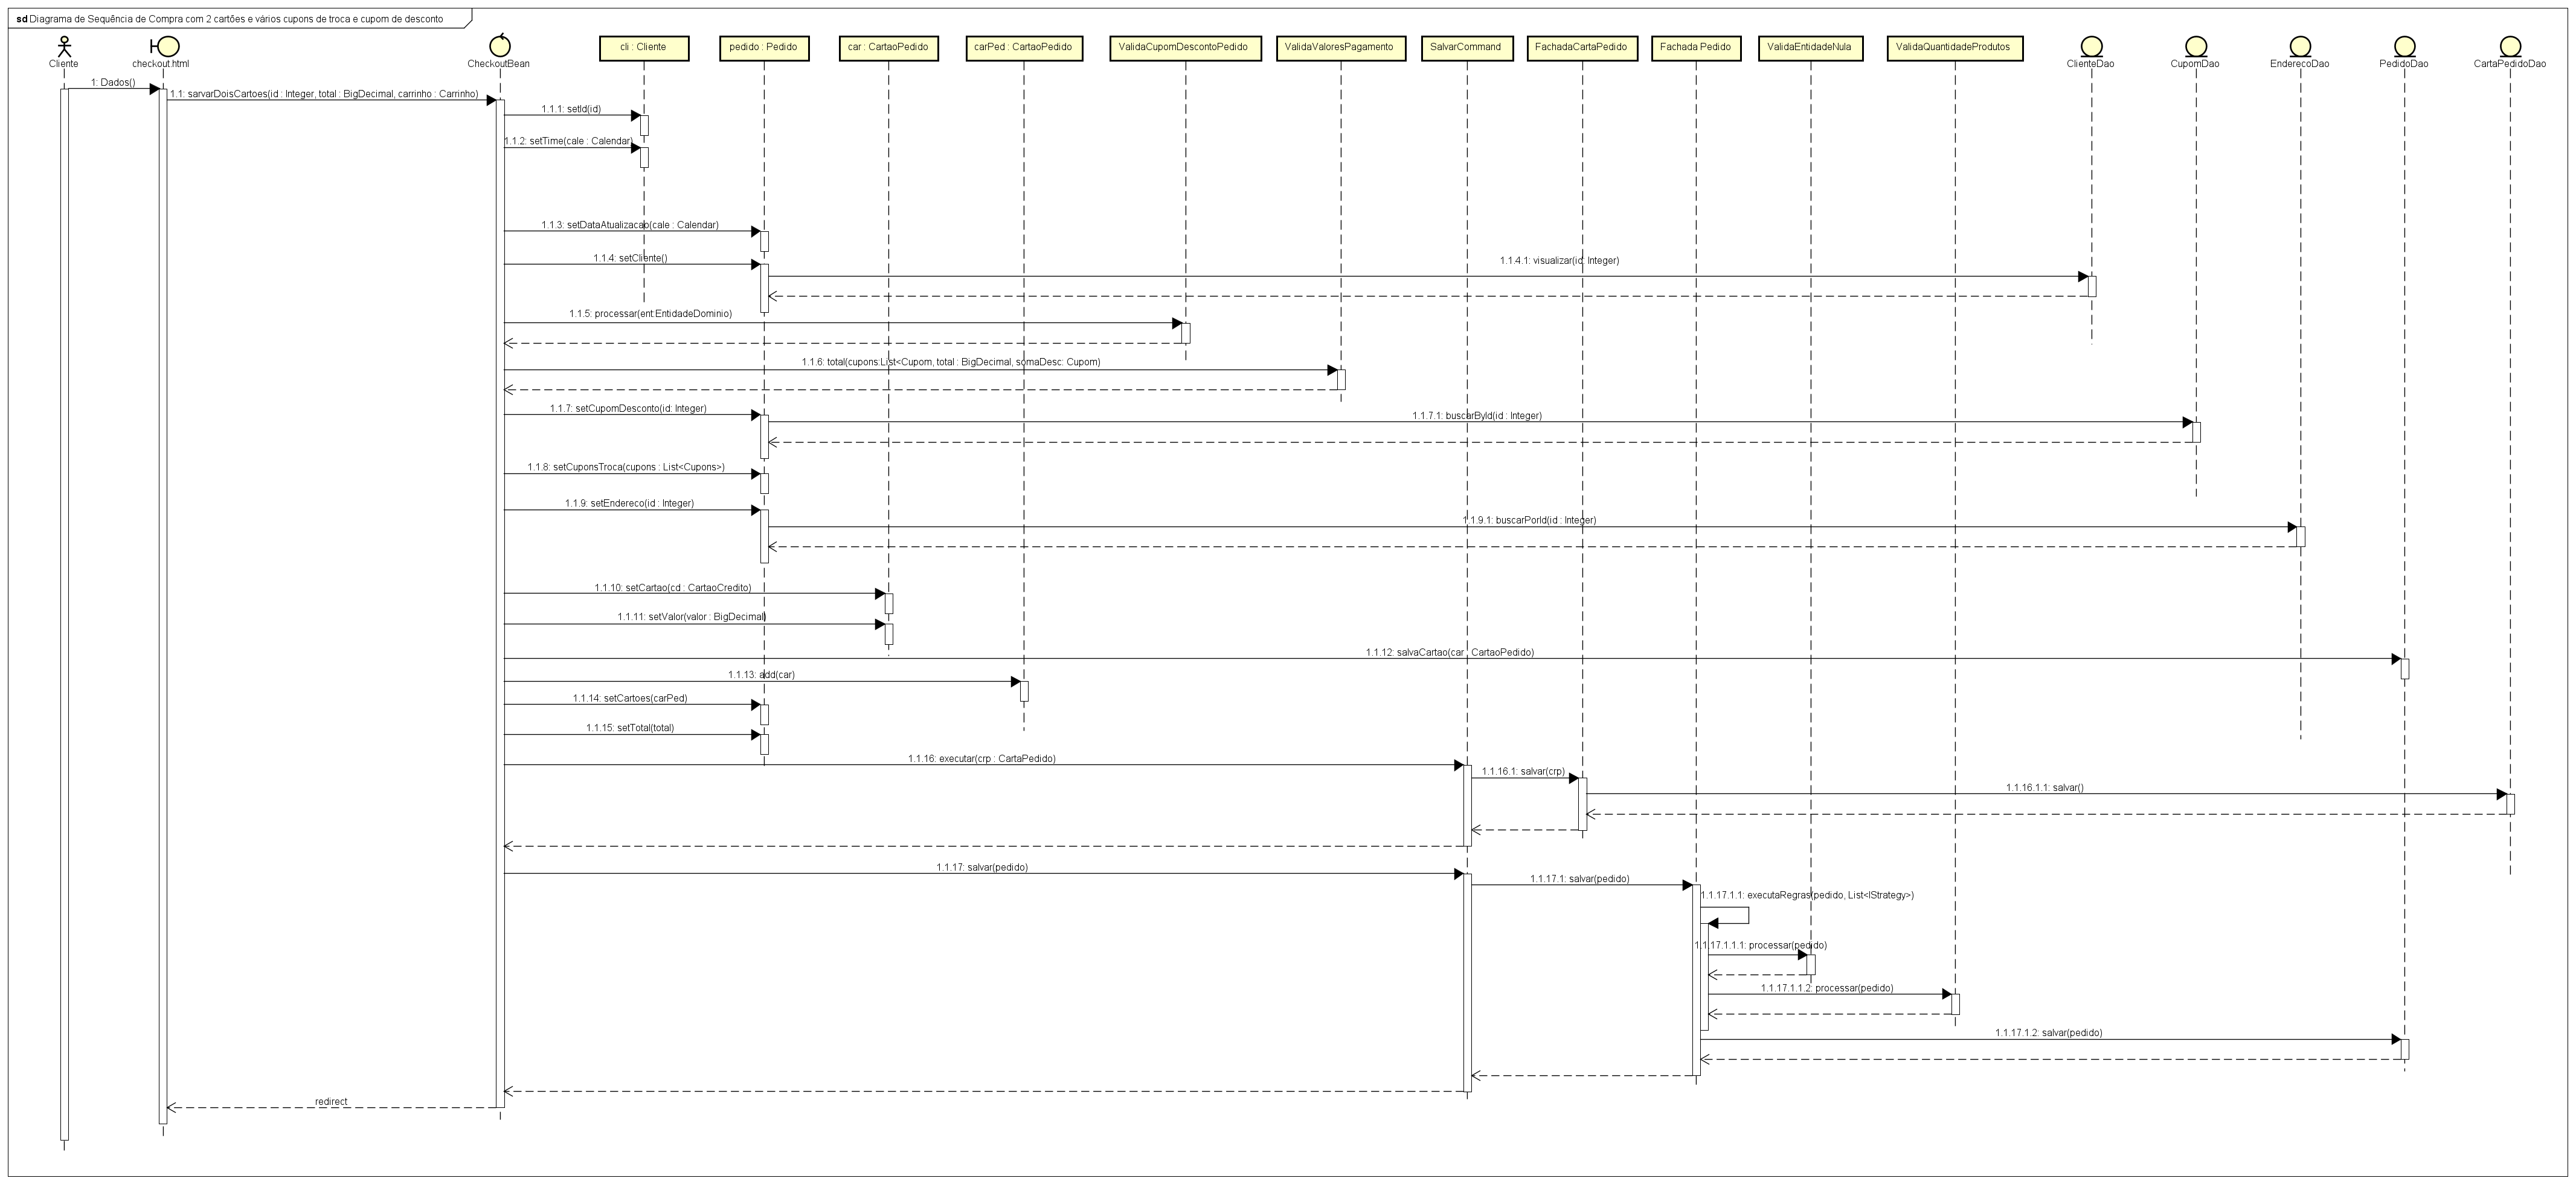 sd Diagrama de Sequência de Compra com 2 cartões e vários cupons de troca e cupom de desconto
Cliente
checkout.html
CheckoutBean
cli : Cliente
pedido : Pedido
car : CartaoPedido
carPed : CartaoPedido
ValidaCupomDescontoPedido
ValidaValoresPagamento
SalvarCommand
FachadaCartaPedido
Fachada Pedido
ValidaEntidadeNula
ValidaQuantidadeProdutos
ClienteDao
CupomDao
EnderecoDao
PedidoDao
CartaPedidoDao
1: Dados()
1.1: sarvarDoisCartoes(id : Integer, total : BigDecimal, carrinho : Carrinho)
1.1.1: setId(id)
1.1.2: setTime(cale : Calendar)
1.1.3: setDataAtualizacao(cale : Calendar)
1.1.4: setCliente()
1.1.4.1: visualizar(id: Integer)
1.1.5: processar(ent:EntidadeDominio)
1.1.6: total(cupons:List<Cupom, total : BigDecimal, somaDesc: Cupom)
1.1.7: setCupomDesconto(id: Integer)
1.1.7.1: buscarById(id : Integer)
1.1.8: setCuponsTroca(cupons : List<Cupons>)
1.1.9: setEndereco(id : Integer)
1.1.9.1: buscarPorId(id : Integer)
1.1.10: setCartao(cd : CartaoCredito)
1.1.11: setValor(valor : BigDecimal)
1.1.12: salvaCartao(car : CartaoPedido)
1.1.13: add(car)
1.1.14: setCartoes(carPed)
1.1.15: setTotal(total)
1.1.16: executar(crp : CartaPedido)
1.1.16.1: salvar(crp)
1.1.16.1.1: salvar()
1.1.17: salvar(pedido)
1.1.17.1: salvar(pedido)
1.1.17.1.1: executaRegras(pedido, List<IStrategy>)
1.1.17.1.1.1: processar(pedido)
1.1.17.1.1.2: processar(pedido)
1.1.17.1.2: salvar(pedido)
redirect